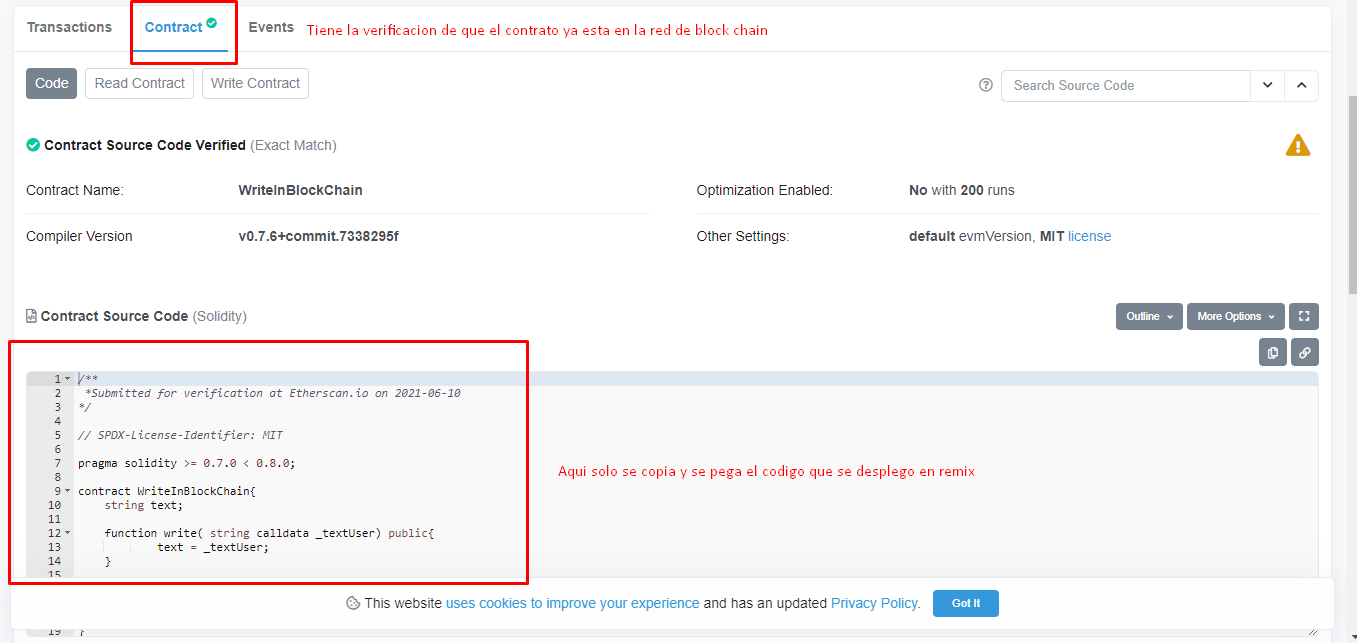 Transactions Contract Events Tiene la verificacion de que el contrato ya esta en la red de block chain
Code Read Contract Write Contract Search Source Code
Contract Source Code Verified (Exact Match)
Contract Name: WriteInBlockChain Optimization Enabled: No with 200 runs
Compiler Version v0.7.6+commit.7338295f Other Settings: default evmVersion, MIT license
Contract Source Code (Solidity) Outline More Options
1 /**
2 *Submitted for verification at Etherscan.io on 2021-06-10
3 */
4
5 // SPDX-License-Identifier: MIT
6
7 pragma solidity >= 0.7.0 < 0.8.0;
8
Aqui solo se copia y se pega el codigo que se desplego en remix
9 contract WriteInBlockChain{
10 string text;
11
12 function write( string calldata _textUser) public{
13 text = _textUser;
14 }
15
This website uses cookies to improve your experience and has an updated Privacy Policy. Got It
19 }